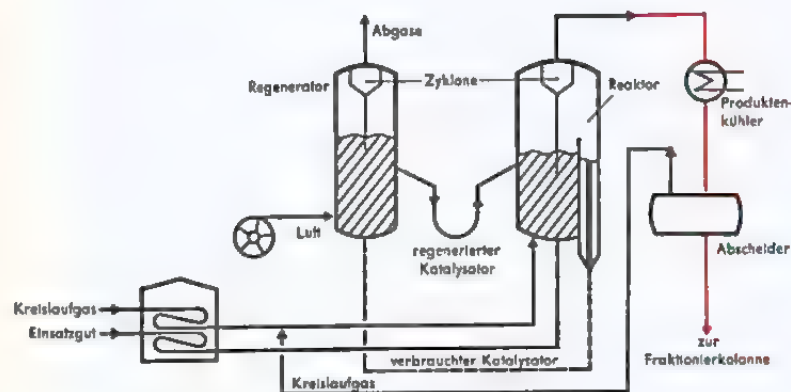 Abgase
Regenerator
Zyklone
Reaktor
Produkten-
kühler
Luft
regenerierter
Katalysator
Abscheider
Kreislaufgas
Einsatzgut
verbrauchter Katalysator
Kreislaufgas
zur
Fraktionierkolonne